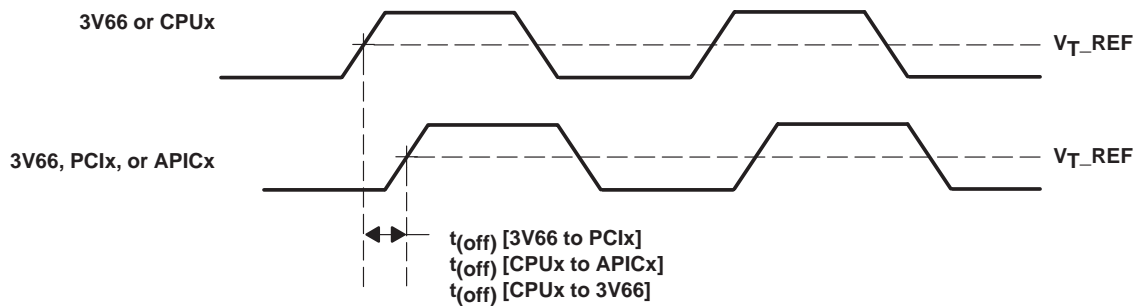 3V66 or CPUx
VT_REF
3V66, PCIx, or APICx
VT_REF
t(off) [3V66 to PCIx]
t(off) [CPUx to APICx]
t(off) [CPUx to 3V66]